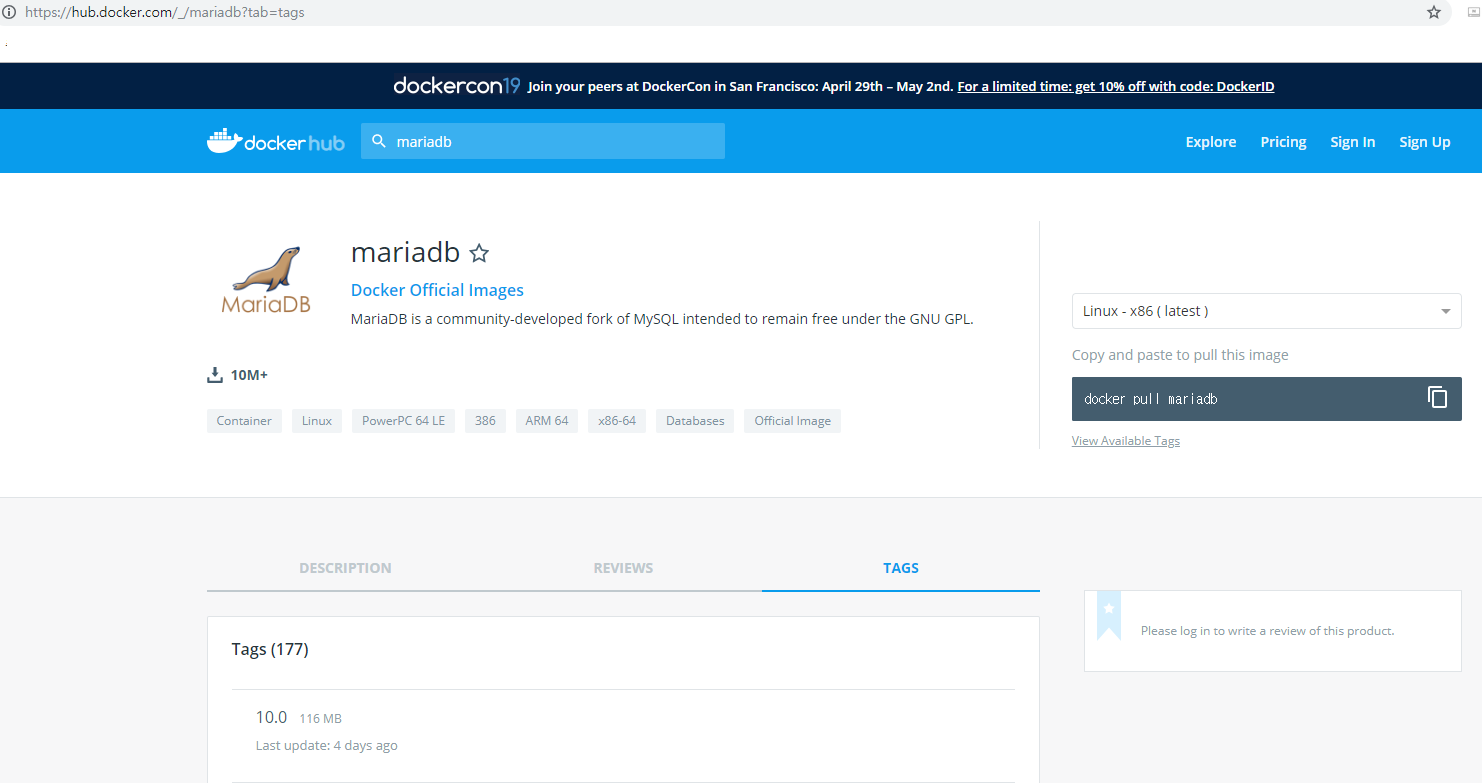 https://hub.docker.com/_/mariadb?tab=tags
.
dockercon19 Join your peers at DockerCon in San Francisco: April 29th – May 2nd. For a limited time: get 10% off with code: DockerID
docker hub mariadb Explore Pricing Sign In Sign Up
MariaDB
mariadb
Docker Official Images
MariaDB is a community-developed fork of MySQL intended to remain free under the GNU GPL.
10M+
Container Linux PowerPC 64 LE 386 ARM 64 x86-64 Databases Official Image
Linux - x86 ( latest )
Copy and paste to pull this image
docker pull mariadb
View Available Tags
DESCRIPTION REVIEWS TAGS
Tags (177)
10.0 116 MB
Last update: 4 days ago
Please log in to write a review of this product.